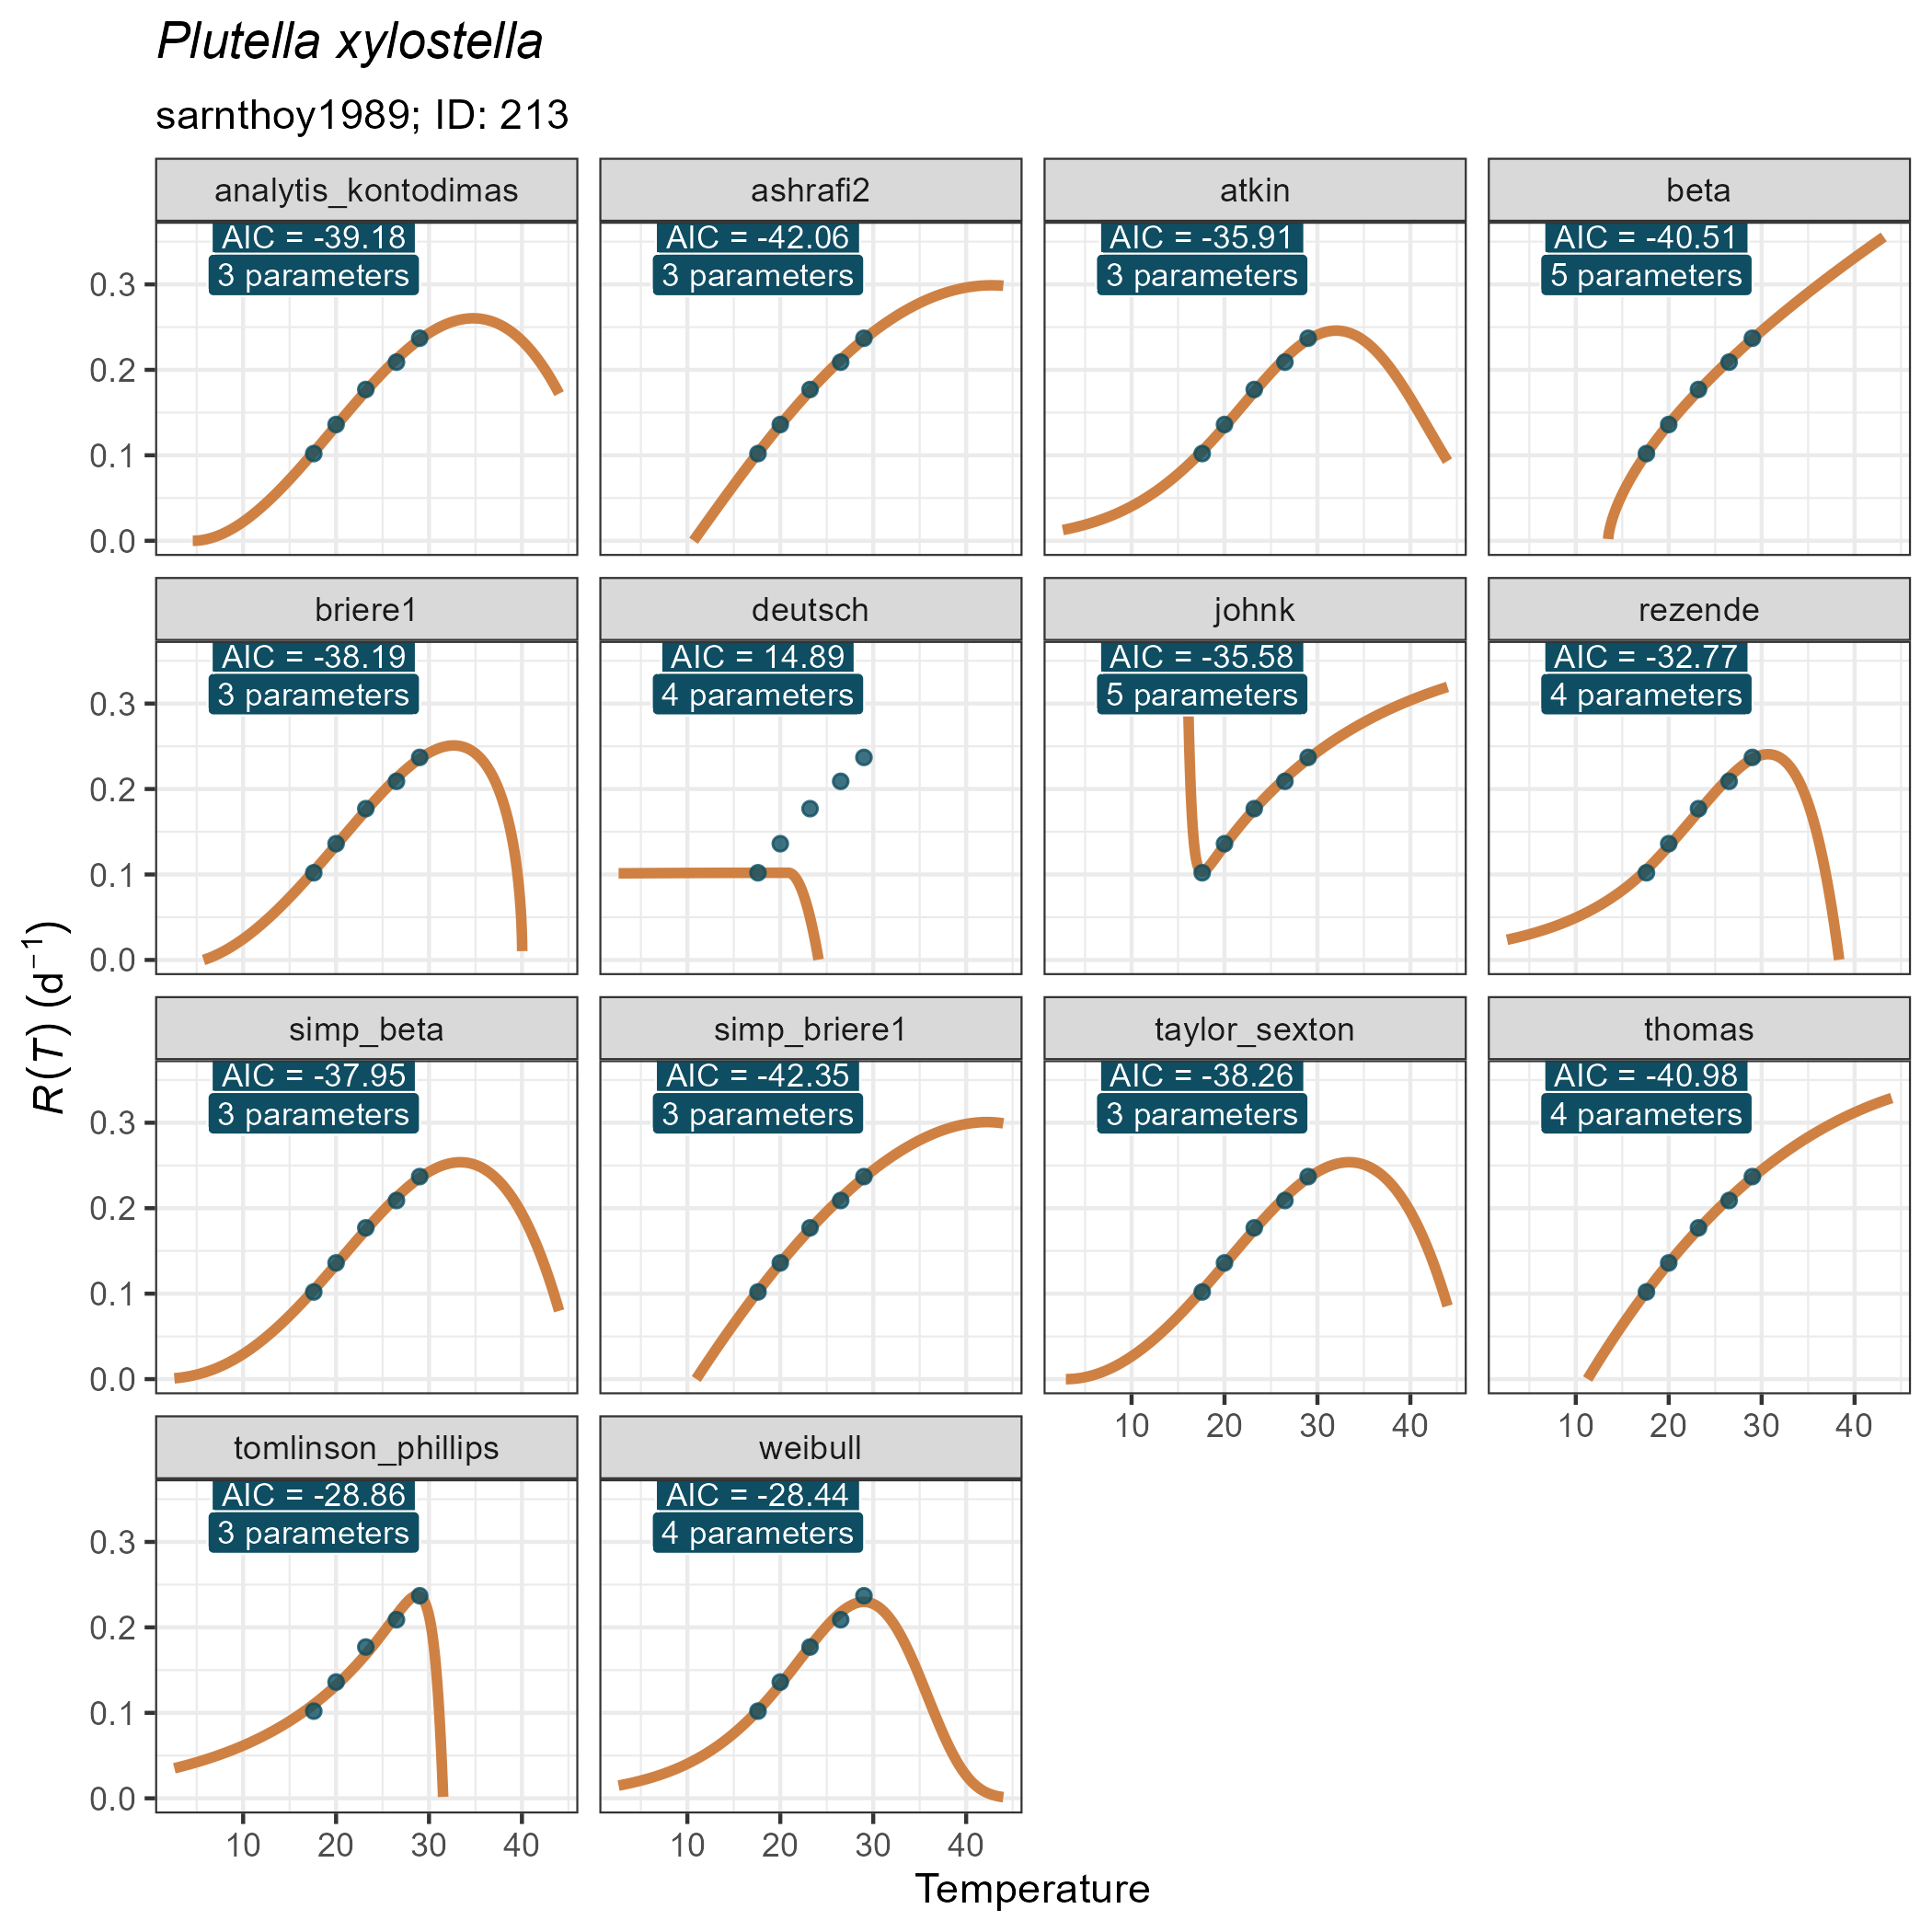 Plutella xylostella
sarnthoy1989; ID: 213
analytis_kontodimas
ashrafi2
atkin
beta
AIC = -39.18
3 parameters
AIC = -42.06
3 parameters
AIC = -35.91
3 parameters
AIC = -40.51
5 parameters
0.3
0.2
0.1
0.0
briere1
deutsch
johnk
rezende
AIC = -38.19
3 parameters
AIC = 14.89
4 parameters
AIC = -35.58
5 parameters
AIC = -32.77
4 parameters
0.3
0.2
0.1
0.0
R(T) (d⁻¹)
simp_beta
simp_briere1
taylor_sexton
thomas
AIC = -37.95
3 parameters
AIC = -42.35
3 parameters
AIC = -38.26
3 parameters
AIC = -40.98
4 parameters
0.3
0.2
0.1
0.0
10 20 30 40
10 20 30 40
tomlinson_phillips
weibull
AIC = -28.86
3 parameters
AIC = -28.44
4 parameters
0.3
0.2
0.1
0.0
10 20 30 40
10 20 30 40
Temperature